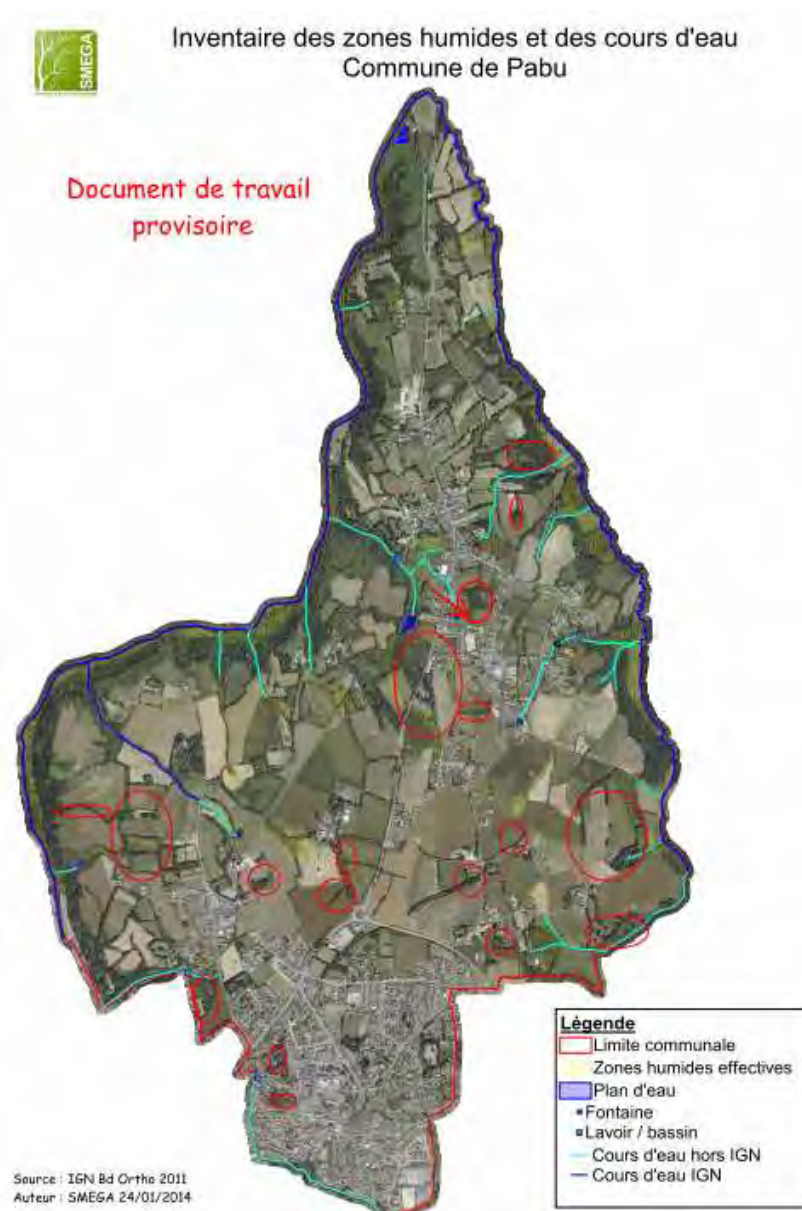 SMEGA
Inventaire des zones humides et des cours d'eau
Commune de Pabu
Document de travail
provisoire
Légende
Limite communale
Zones humides effectives
Plan d'eau
Fontaine
Lavoir / bassin
Cours d'eau hors IGN
Cours d'eau IGN
Source : IGN Bd Ortho 2011
Auteur : SMEGA 24/01/2014